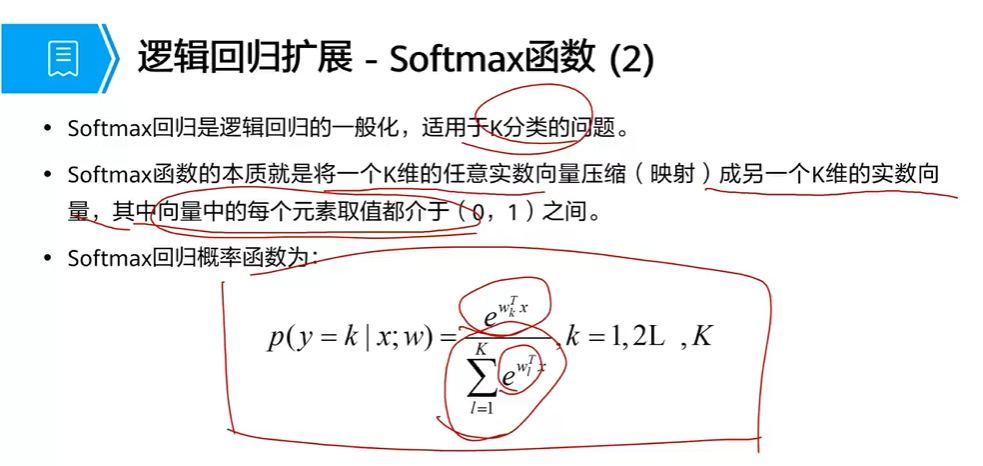 逻辑回归扩展 - Softmax函数 (2)
• Softmax回归是逻辑回归的一般化，适用于K分类的问题。
• Softmax函数的本质就是将一个K维的任意实数向量压缩（映射）成另一个K维的实数向
量，其中向量中的每个元素取值都介于（0，1）之间。
• Softmax回归概率函数为：
p(y = k | x; w) = e^{w_k^T x} / ∑_{l=1}^{K} e^{w_l^T x}, k = 1,2L ,K